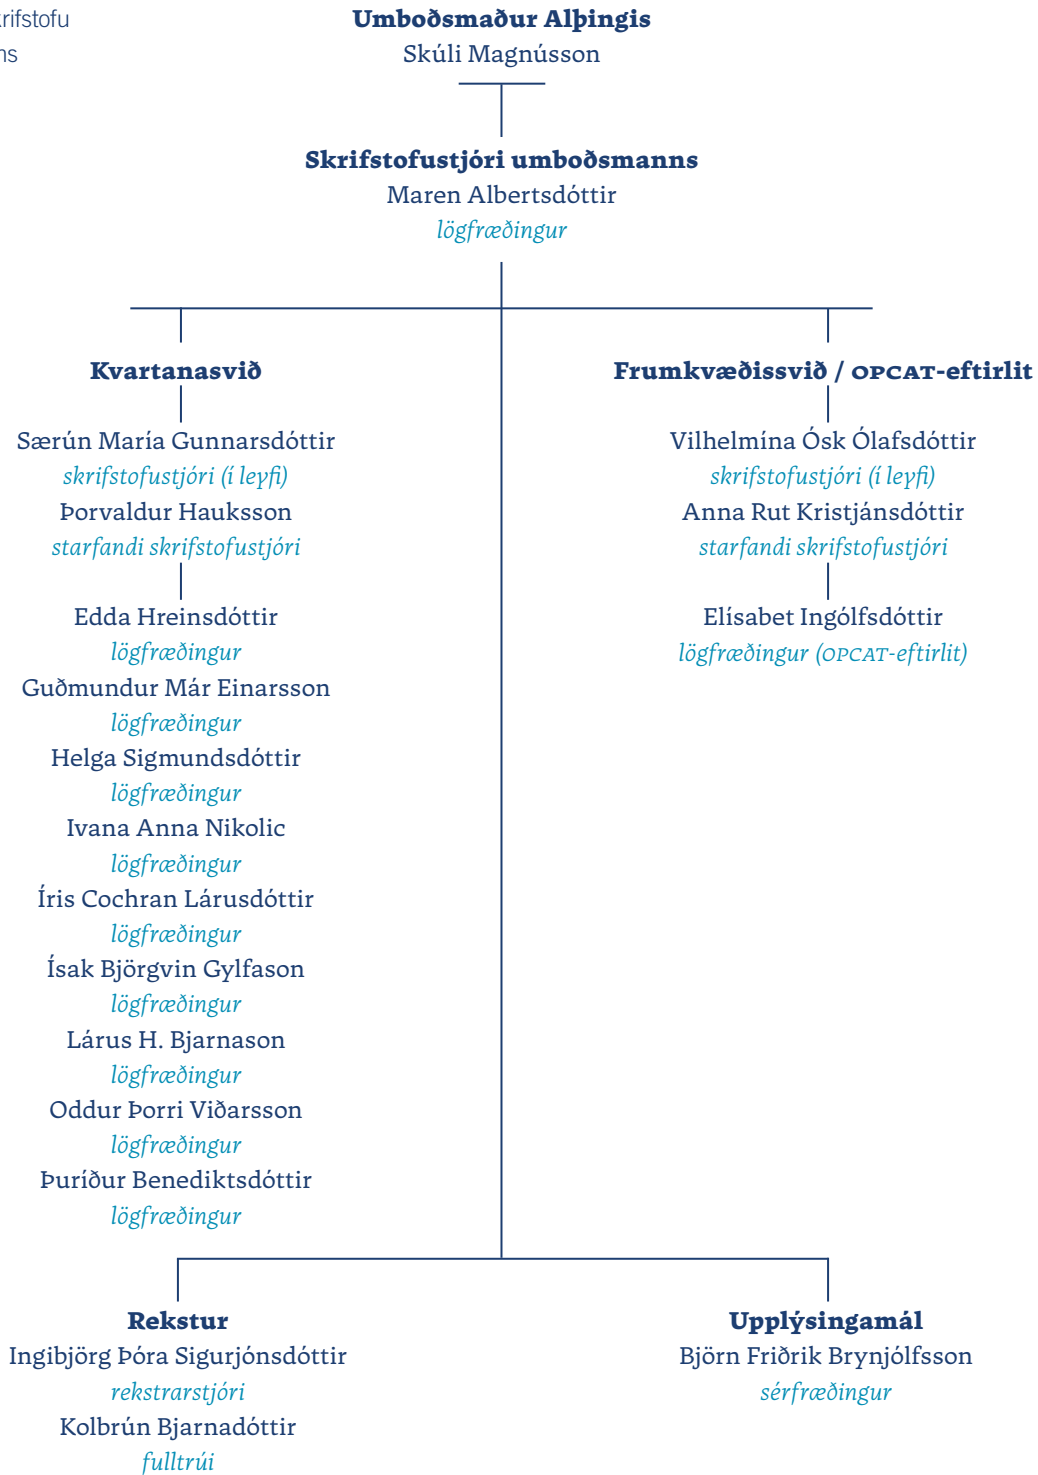 Umboðsmaður Alþingis
Skúli Magnússon
Skrifstofustjóri umboðsmanns
Maren Albertsdóttir
lögfræðingur
Kvartanasvið
Særún María Gunnarsdóttir
skrifstofustjóri (í leyfi)
Þorvaldur Hauksson
starfandi skrifstofustjóri
Edda Hreinsdóttir
lögfræðingur
Guðmundur Már Einarsson
lögfræðingur
Helga Sigmundsdóttir
lögfræðingur
Ivana Anna Nikolic
lögfræðingur
Íris Cochran Lárusdóttir
lögfræðingur
Ísak Björgvin Gylfason
lögfræðingur
Lárus H. Bjarnason
lögfræðingur
Oddur Þorri Viðarsson
lögfræðingur
Þuríður Benediktsdóttir
lögfræðingur
Frumkvæðissvið / OPCAT-eftirlit
Vilhelmína Ósk Ólafsdóttir
skrifstofustjóri (í leyfi)
Anna Rut Kristjánsdóttir
starfandi skrifstofustjóri
Elísabet Ingólfsdóttir
lögfræðingur (OPCAT-eftirlit)
Rekstur
Ingibjörg Þóra Sigurjónsdóttir
rekstrarstjóri
Kolbrún Bjarnadóttir
fulltrúi
Upplýsingamál
Björn Friðrik Brynjólfsson
sérfræðingur